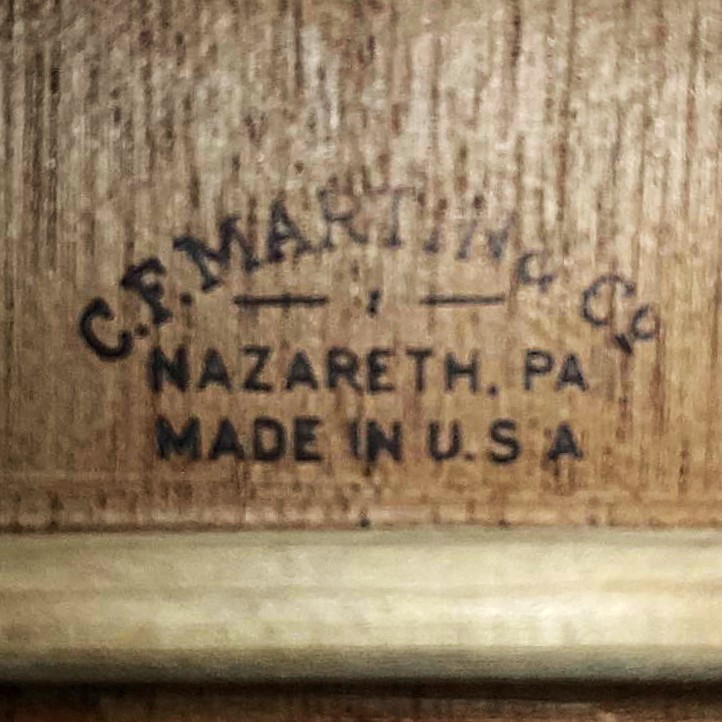 C.F. MARTIN & Co
NAZARETH, PA
MADE IN U.S A